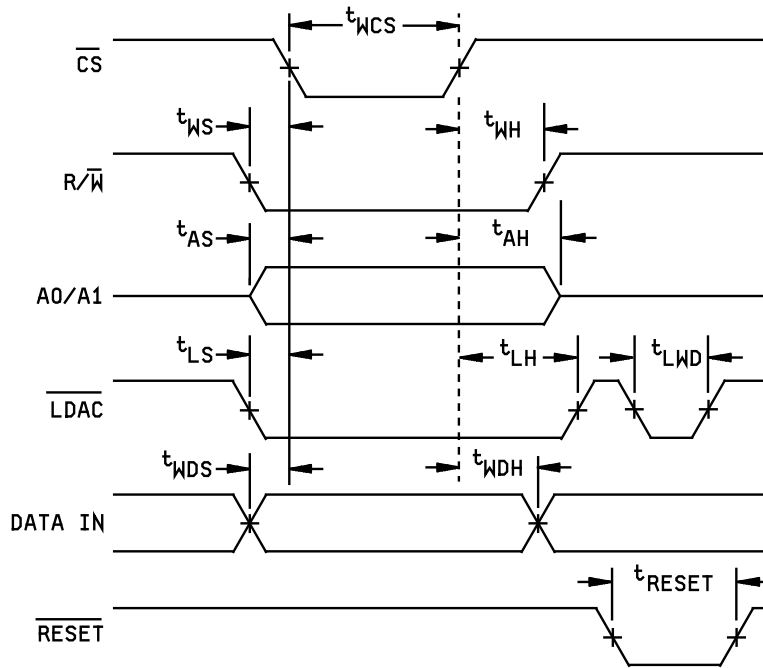 tWCS
CS
tWS
tWH
R/W
tAS
tAH
A0/A1
tLS
tLH
tLWD
LDAC
tWDS
tWDH
DATA IN
tRESET
RESET